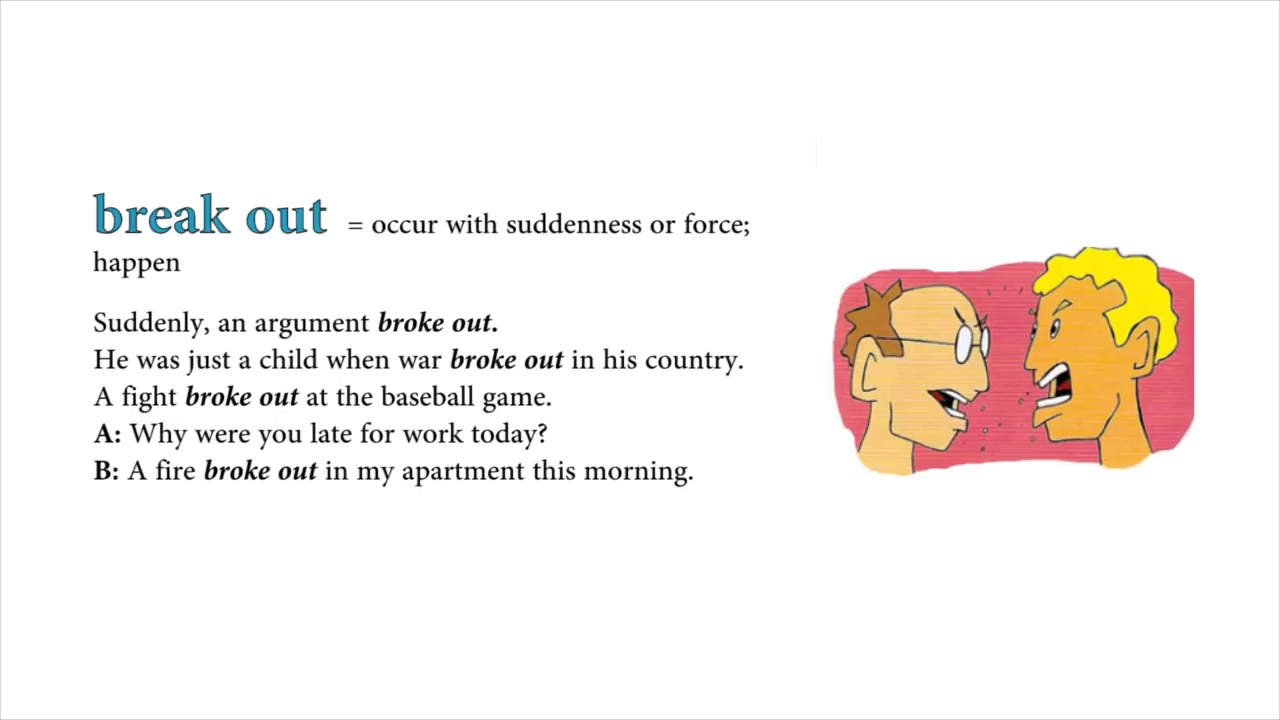 break out = occur with suddenness or force;
happen
Suddenly, an argument broke out.
He was just a child when war broke out in his country.
A fight broke out at the baseball game.
A: Why were you late for work today?
B: A fire broke out in my apartment this morning.